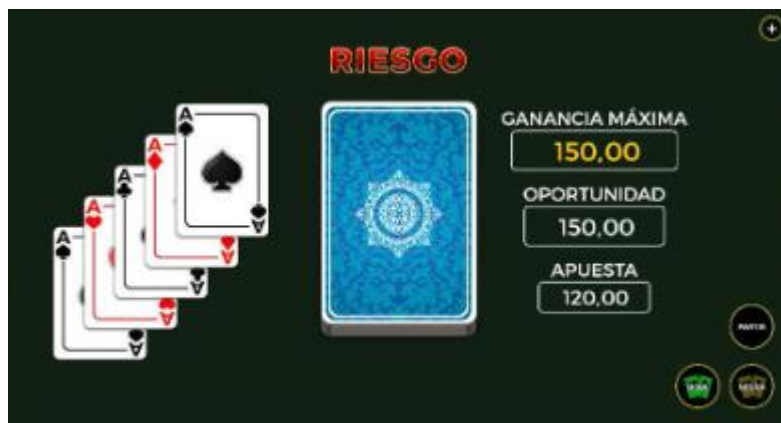 RIESGO
A
A
A
A
A
A
A
A
A
A
GANANCIA MÁXIMA
150,00
OPORTUNIDAD
150,00
APUESTA
120,00
+